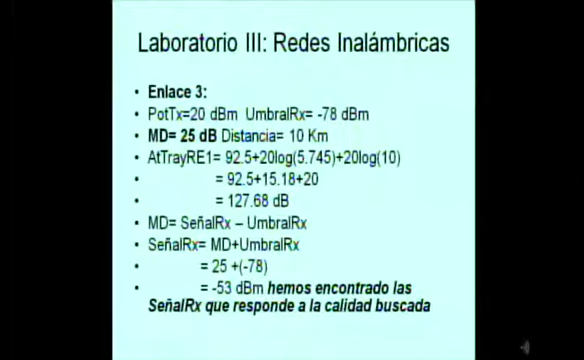 Laboratorio III: Redes Inalámbricas
• Enlace 3:
• PotTx=20 dBm UmbralRx= -78 dBm
• MD= 25 dB Distancia= 10 Km
• AtTrayRE1= 92.5+20log(5.745)+20log(10)
• = 92.5+15.18+20
• = 127.68 dB
• MD= SeñalRx – UmbralRx
• SeñalRx= MD+UmbralRx
• = 25 +(-78)
• = -53 dBm hemos encontrado las
SeñalRx que responde a la calidad buscada